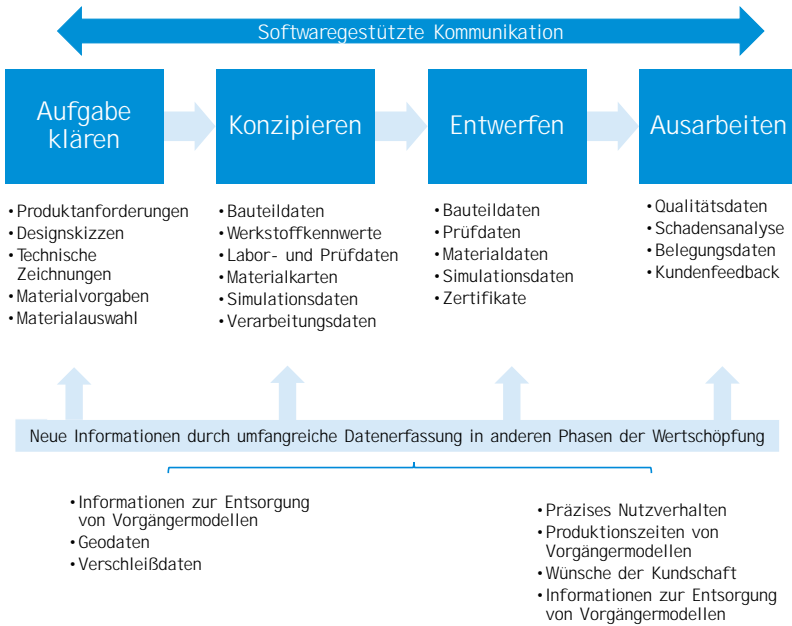 Softwaregestützte Kommunikation
Aufgabe
klären
Konzipieren
Entwerfen
Ausarbeiten
• Produktanforderungen
• Designskizzen
• Technische
Zeichnungen
• Materialvorgaben
• Materialauswahl
• Bauteildaten
• Werkstoffkennwerte
• Labor- und Prüfdaten
• Materialkarten
• Simulationsdaten
• Verarbeitungsdaten
• Bauteildaten
• Prüfdaten
• Materialdaten
• Simulationsdaten
• Zertifikate
• Qualitätsdaten
• Schadensanalyse
• Belegungsdaten
• Kundenfeedback
Neue Informationen durch umfangreiche Datenerfassung in anderen Phasen der Wertschöpfung
• Informationen zur Entsorgung
von Vorgängermodellen
• Geodaten
• Verschleißdaten
• Präzises Nutzverhalten
• Produktionszeiten von
Vorgängermodellen
• Wünsche der Kundschaft
• Informationen zur Entsorgung
von Vorgängermodellen